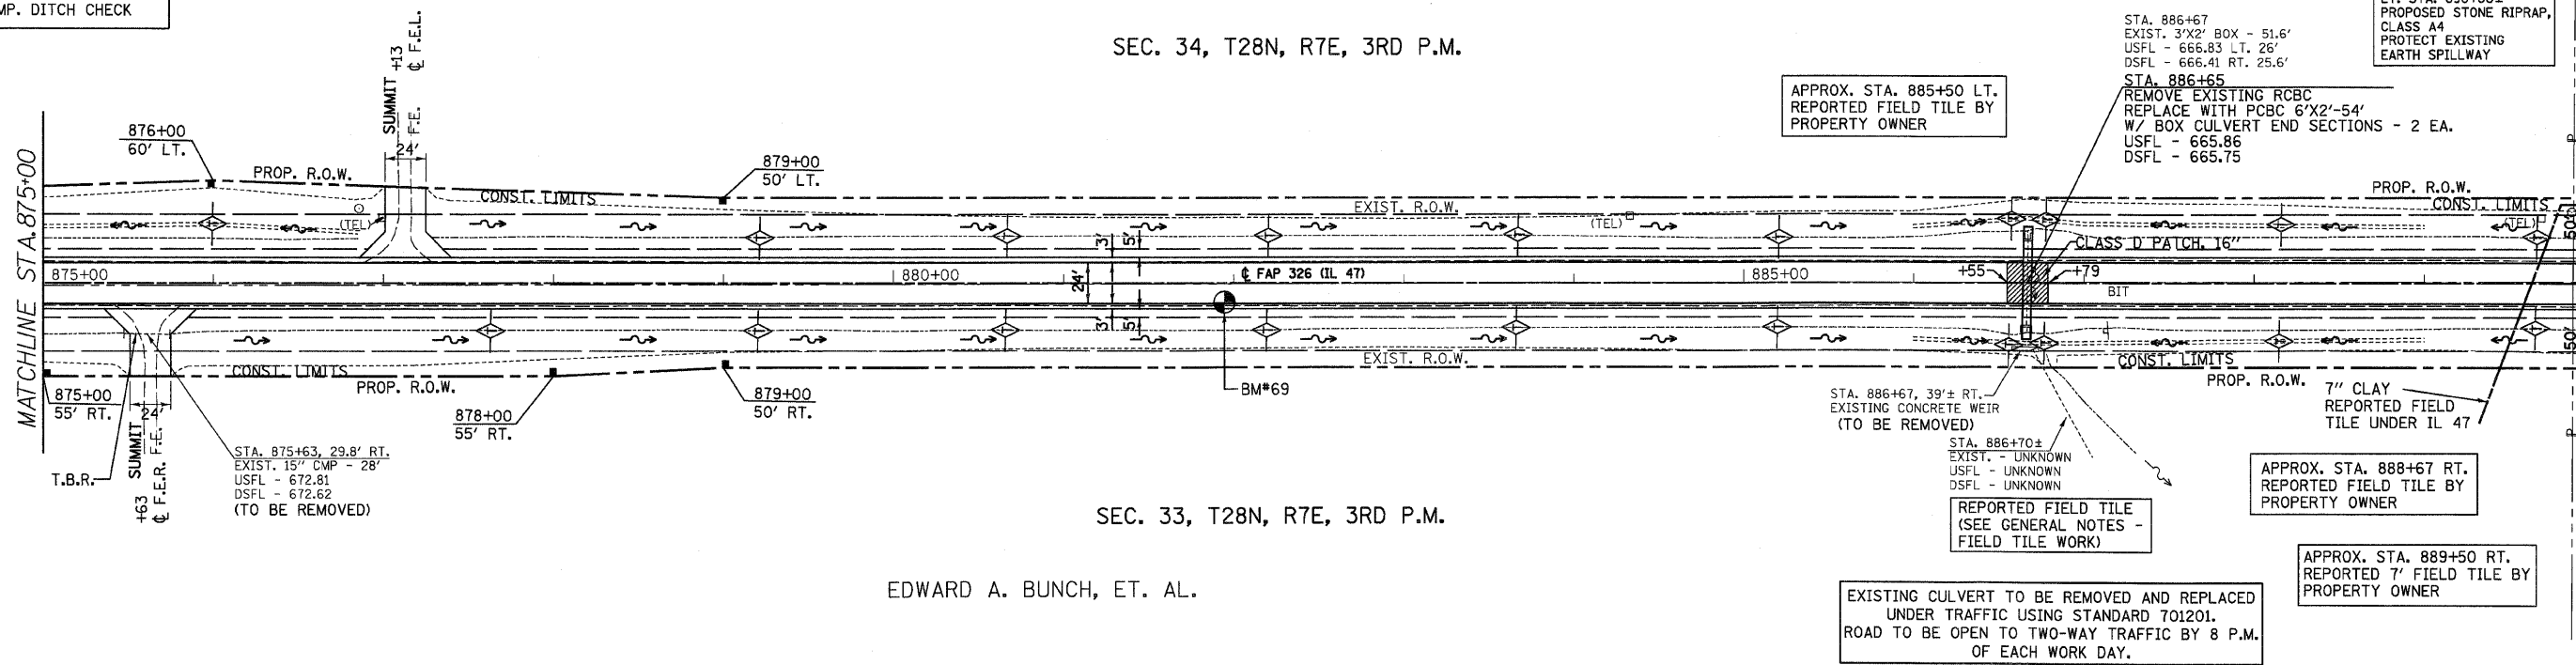 MP. DITCH CHECK
SUMMIT +13
℄ F.E.L.
F.E.
24'
SEC. 34, T28N, R7E, 3RD P.M.
STA. 886+67
EXIST. 3'X2' BOX - 51.6'
USFL - 666.83 LT. 26'
DSFL - 666.41 RT. 25.6'
STA. 886+65
REMOVE EXISTING RCBC
REPLACE WITH PCBC 6'X2'-54'
W/ BOX CULVERT END SECTIONS - 2 EA.
USFL - 665.86
DSFL - 665.75
PROPOSED STONE RIPRAP,
CLASS A4
PROTECT EXISTING
EARTH SPILLWAY
APPROX. STA. 885+50 LT.
REPORTED FIELD TILE BY
PROPERTY OWNER
MATCHLINE STA. 875+00
876+00
60' LT.
PROP. R.O.W.
CONST. LIMITS
879+00
50' LT.
EXIST. R.O.W.
PROP. R.O.W.
CONST. LIMITS
(TEL)
(TEL)
(TEL)
50'
3'
5'
CLASS D PATCH, 16"
875+00
880+00
℄ FAP 326 (IL 47)
885+00
+55
+79
24'
BIT
3'
5'
EXIST. R.O.W.
CONST. LIMITS
PROP. R.O.W.
CONST. LIMITS
PROP. R.O.W.
50'
P
P
875+00
55' RT.
24'
878+00
55' RT.
879+00
50' RT.
BM#69
STA. 886+67, 39'± RT.
EXISTING CONCRETE WEIR
(TO BE REMOVED)
7" CLAY
REPORTED FIELD
TILE UNDER IL 47
T.B.R.
+63 SUMMIT
℄ F.E.R. F.E.
STA. 875+63, 29.8' RT.
EXIST. 15" CMP - 28'
USFL - 672.81
DSFL - 672.62
(TO BE REMOVED)
STA. 886+70±
EXIST. - UNKNOWN
USFL - UNKNOWN
DSFL - UNKNOWN
REPORTED FIELD TILE
(SEE GENERAL NOTES -
FIELD TILE WORK)
APPROX. STA. 888+67 RT.
REPORTED FIELD TILE BY
PROPERTY OWNER
SEC. 33, T28N, R7E, 3RD P.M.
APPROX. STA. 889+50 RT.
REPORTED 7' FIELD TILE BY
PROPERTY OWNER
EDWARD A. BUNCH, ET. AL.
EXISTING CULVERT TO BE REMOVED AND REPLACED
UNDER TRAFFIC USING STANDARD 701201.
ROAD TO BE OPEN TO TWO-WAY TRAFFIC BY 8 P.M.
OF EACH WORK DAY.